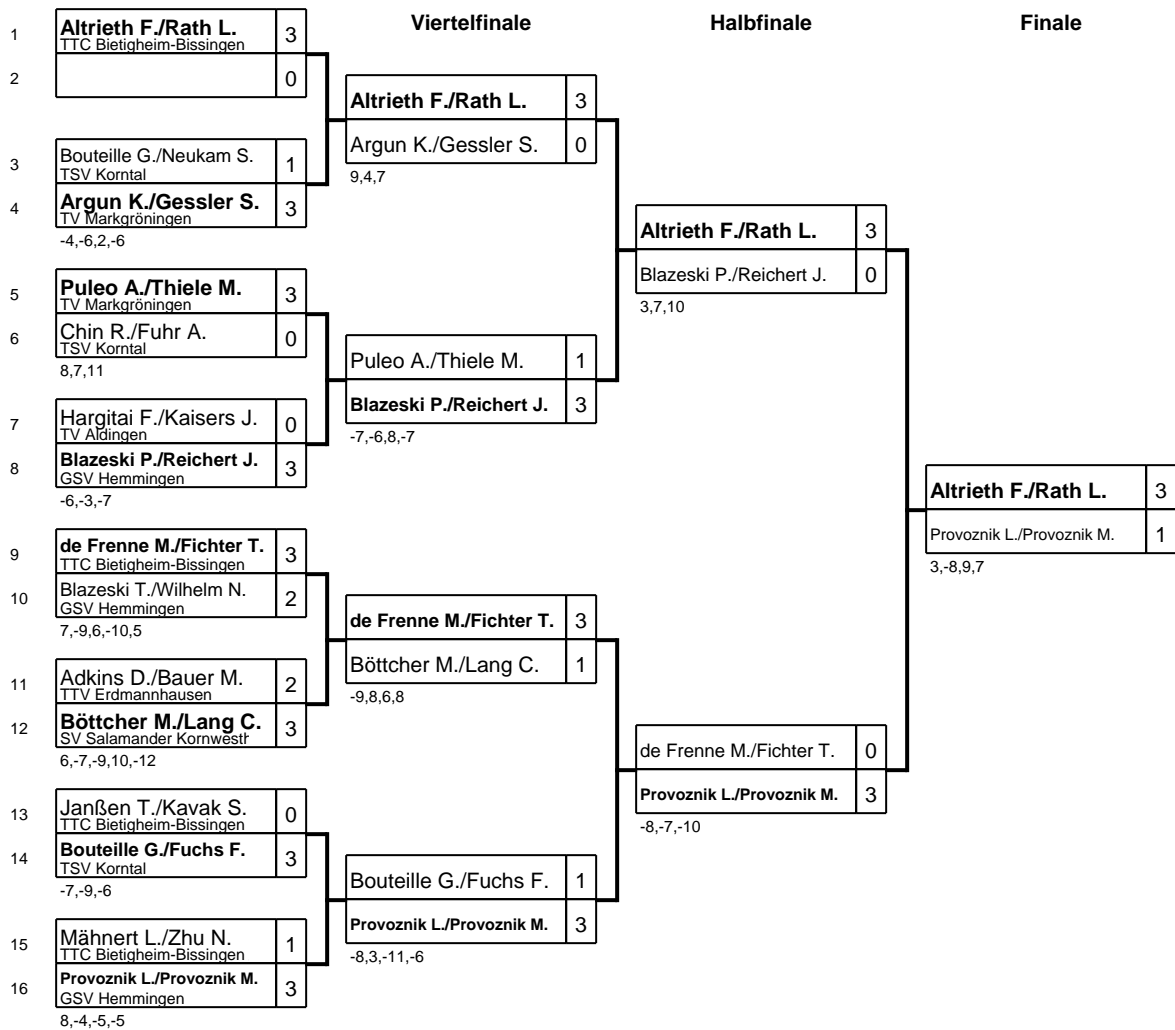 Viertelfinale
Halbfinale
Finale
1
Altrieth F./Rath L.
3
TTC Bietigheim-Bissingen
2
0
3
Bouteille G./Neukam S.
1
TSV Korntal
4
Argun K./Gessler S.
3
TV Markgröningen
-4,-6,2,-6
5
Puleo A./Thiele M.
3
TV Markgröningen
6
Chin R./Fuhr A.
0
TSV Korntal
8,7,11
7
Hargitai F./Kaisers J.
0
TV Aldingen
8
Blazeski P./Reichert J.
3
GSV Hemmingen
-6,-3,-7
9
de Frenne M./Fichter T.
3
TTC Bietigheim-Bissingen
10
Blazeski T./Wilhelm N.
2
GSV Hemmingen
7,-9,6,-10,5
11
Adkins D./Bauer M.
2
TTV Erdmannhausen
12
Böttcher M./Lang C.
3
SV Salamander Kornwesth
6,-7,-9,10,-12
13
Janßen T./Kavak S.
0
TTC Bietigheim-Bissingen
14
Bouteille G./Fuchs F.
3
TSV Korntal
-7,-9,-6
15
Mähnert L./Zhu N.
1
TTC Bietigheim-Bissingen
16
Provoznik L./Provoznik M.
3
GSV Hemmingen
8,-4,-5,-5
Altrieth F./Rath L.
3
Argun K./Gessler S.
0
9,4,7
Puleo A./Thiele M.
1
Blazeski P./Reichert J.
3
-7,-6,8,-7
de Frenne M./Fichter T.
3
Böttcher M./Lang C.
1
-9,8,6,8
Bouteille G./Fuchs F.
1
Provoznik L./Provoznik M.
3
-8,3,-11,-6
Altrieth F./Rath L.
3
Blazeski P./Reichert J.
0
3,7,10
de Frenne M./Fichter T.
0
Provoznik L./Provoznik M.
3
-8,-7,-10
Altrieth F./Rath L.
3
Provoznik L./Provoznik M.
1
3,-8,9,7